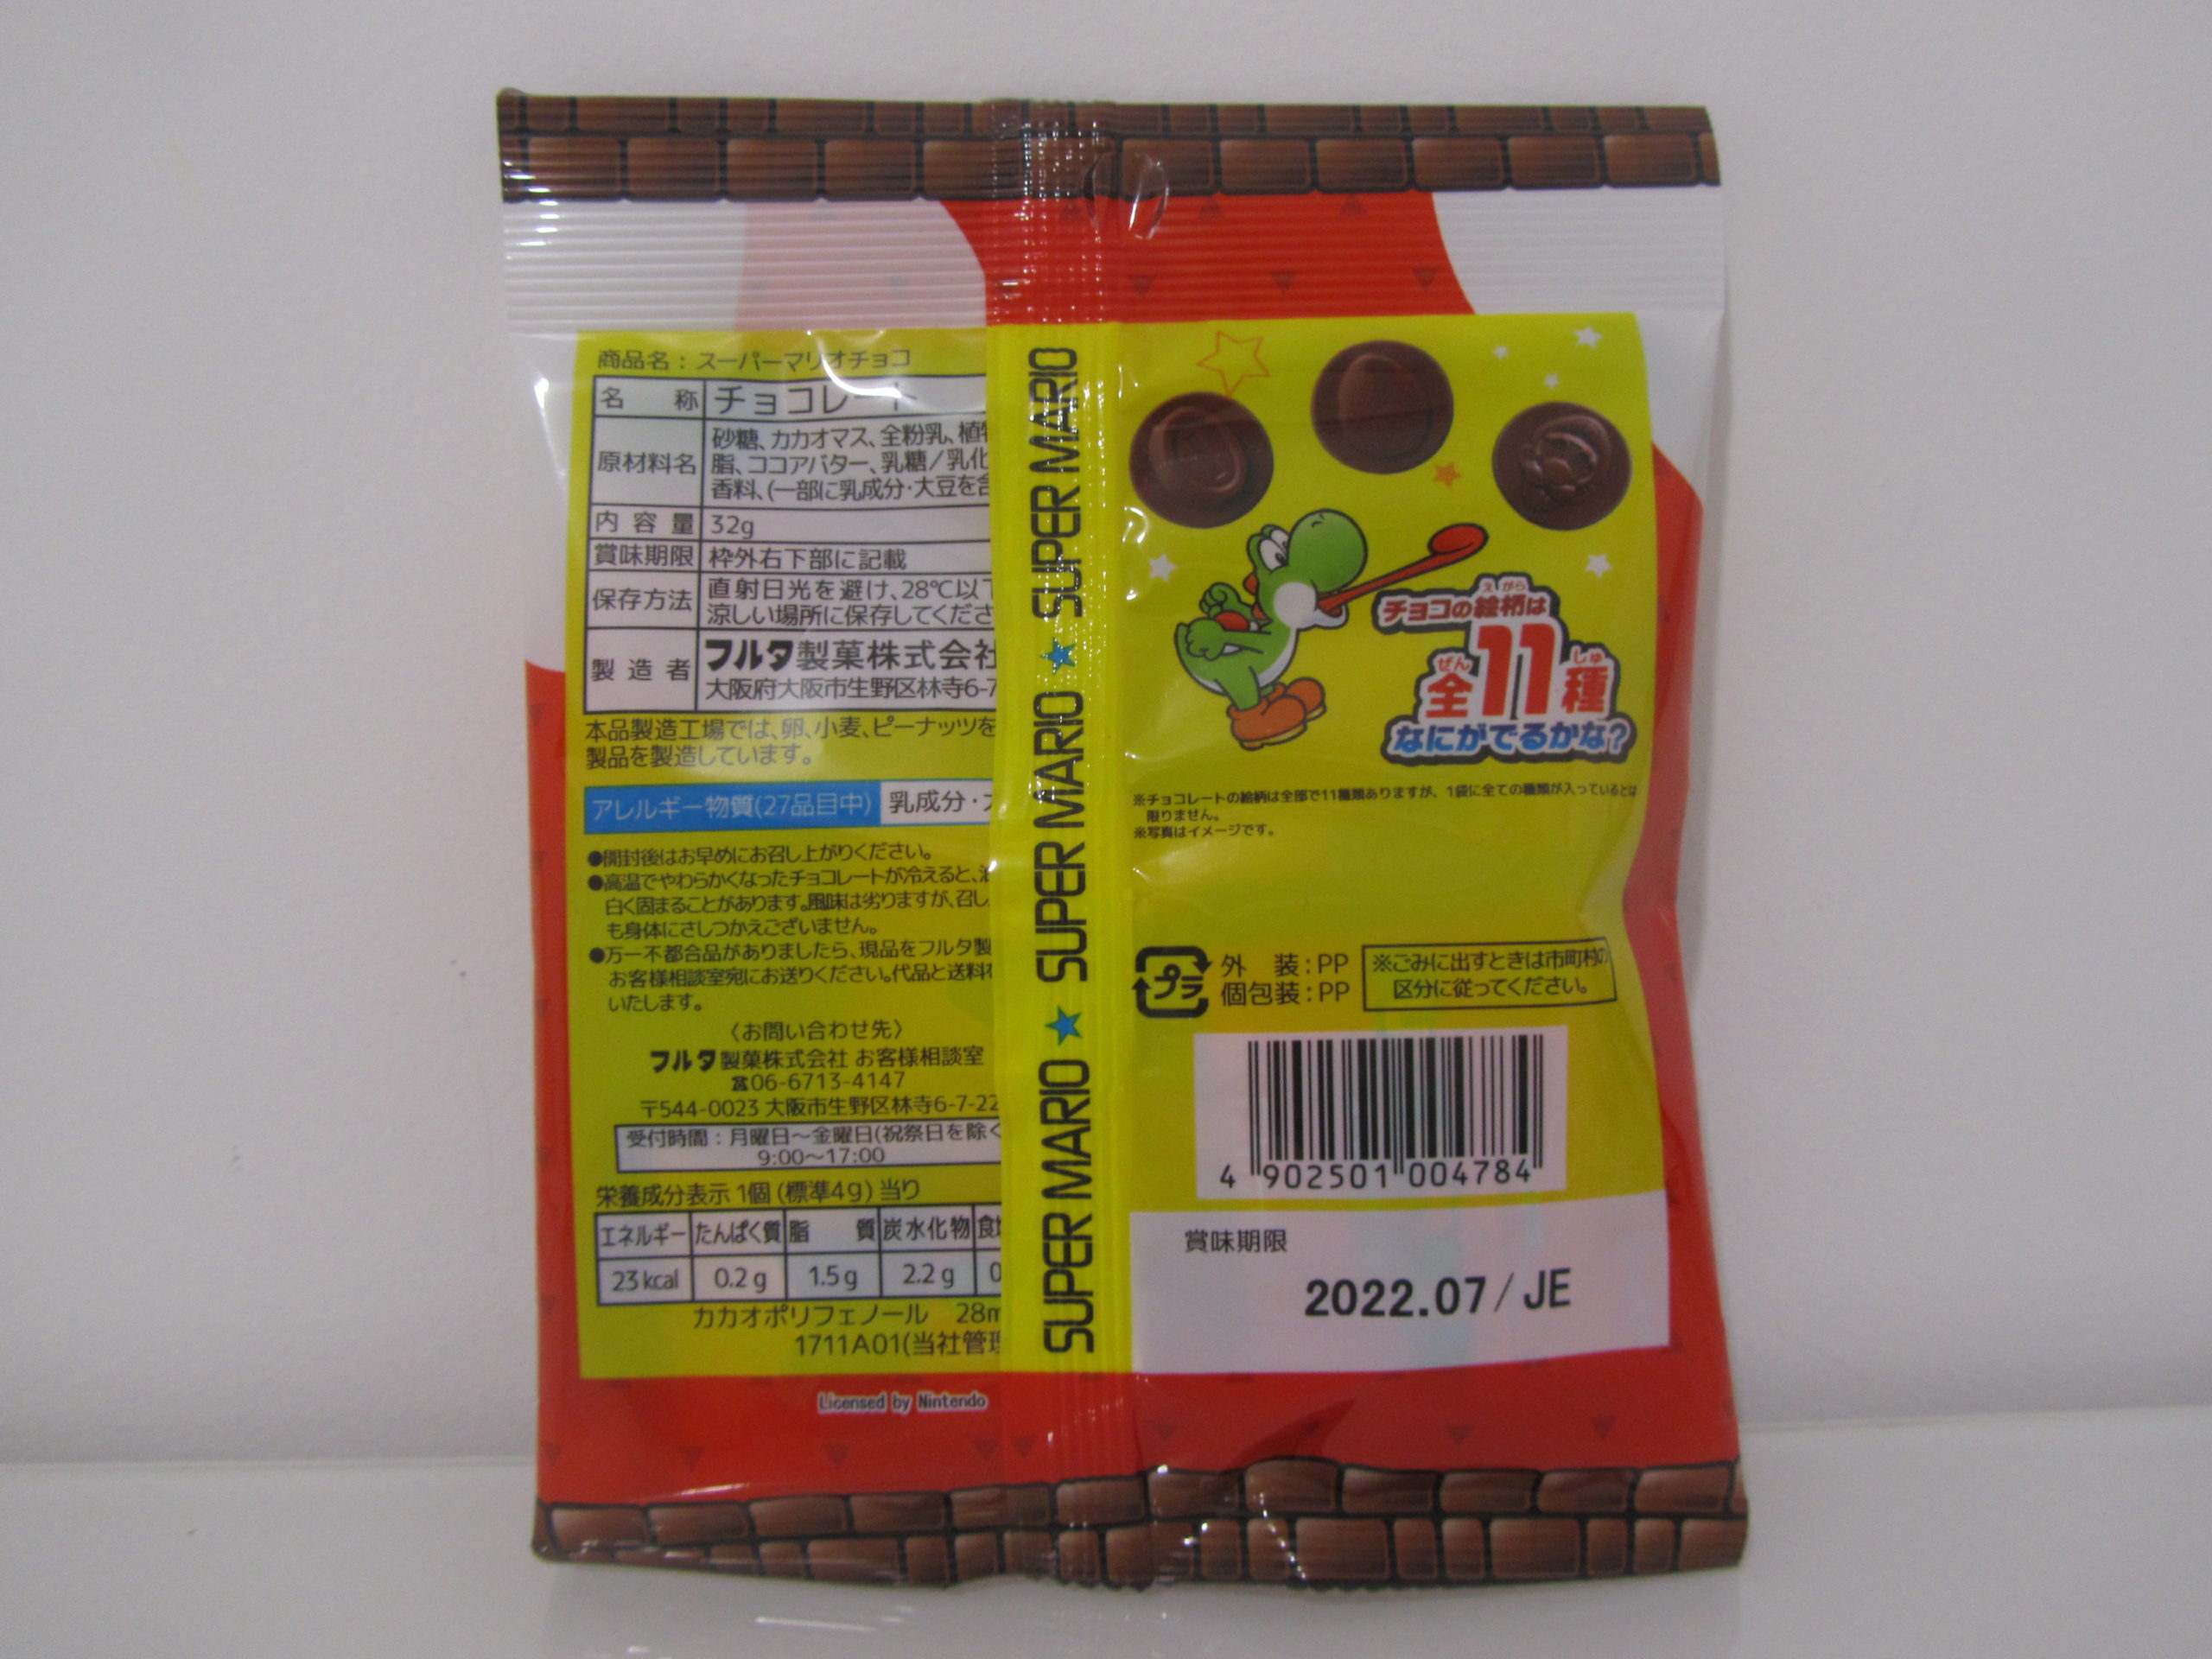 商品名：スーパーマリオチョコ
名称 チョコレート
原材料名 砂糖、カカオマス、全粉乳、植
脂、ココアバター、乳糖/乳化
香料、(一部に乳成分・大豆を含
内容量 32g
賞味期限 枠外右下部に記載
保存方法 直射日光を避け、28℃以下
涼しい場所に保存してくださ
製造者 フルタ製菓株式会社
大阪府大阪市生野区林寺6-7
本品製造工場では、卵、小麦、ピーナッツを
製品を製造しています。
アレルギー物質(27品目中) 乳成分・
●開封後はお早めにお召し上がりください。
●高温でやわらかくなったチョコレートが冷えると、
白く固まることがあります。風味は劣りますが、召し
も身体にさしつかえございません。
●万一不都合品がありましたら、現品をフルタ製
お客様相談室宛にお送りください。代品と送料を
いたします。
〈お問い合わせ先〉
フルタ製菓株式会社 お客様相談室
☎06-6713-4147
〒544-0023 大阪市生野区林寺6-7-22
受付時間：月曜日～金曜日(祝祭日を除く
9:00～17:00
栄養成分表示 1個(標準4g)当り
エネルギー たんぱく質 脂質 炭水化物 食
23kcal 0.2g 1.5g 2.2g 0
カカオポリフェノール 28m
1711A01(当社管理
Licensed by Nintendo
SUPER MARIO ★ SUPER MARIO ★ SUPER MARIO
えがら
チョコの絵柄は
ぜん しゅ
全11種
なにがでるかな?
※チョコレートの絵柄は全部で11種類ありますが、1袋に全ての種類が入っているとは
限りません。
※写真はイメージです。
プラ
外装:PP
個包装:PP
※ごみに出すときは市町村の
区分に従ってください。
4 902501 004784
賞味期限
2022.07/JE